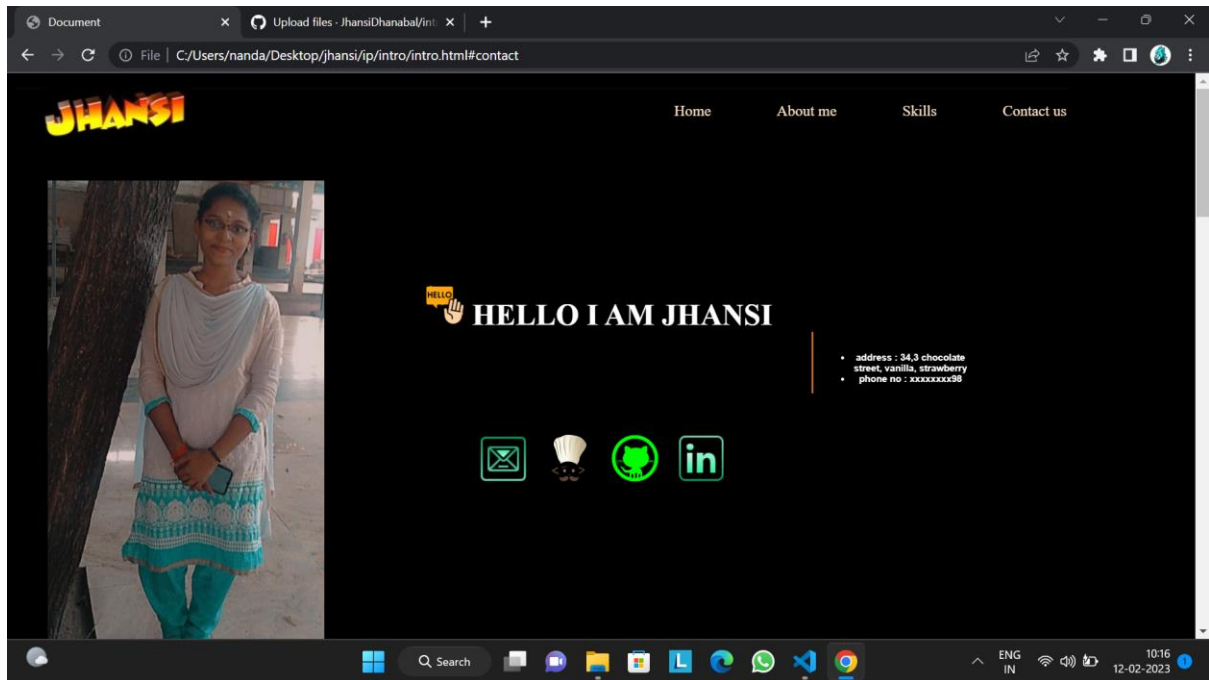 Document
Upload files · JhansiDhanabal/int
File | C:/Users/nanda/Desktop/jhansi/ip/intro/intro.html#contact
JHANSI
Home About me Skills Contact us
HELLO
HELLO I AM JHANSI
• address : 34,3 chocolate
street, vanilla, strawberry
• phone no : xxxxxxxx98
in
Search
L
ENG
IN
10:16
12-02-2023
1